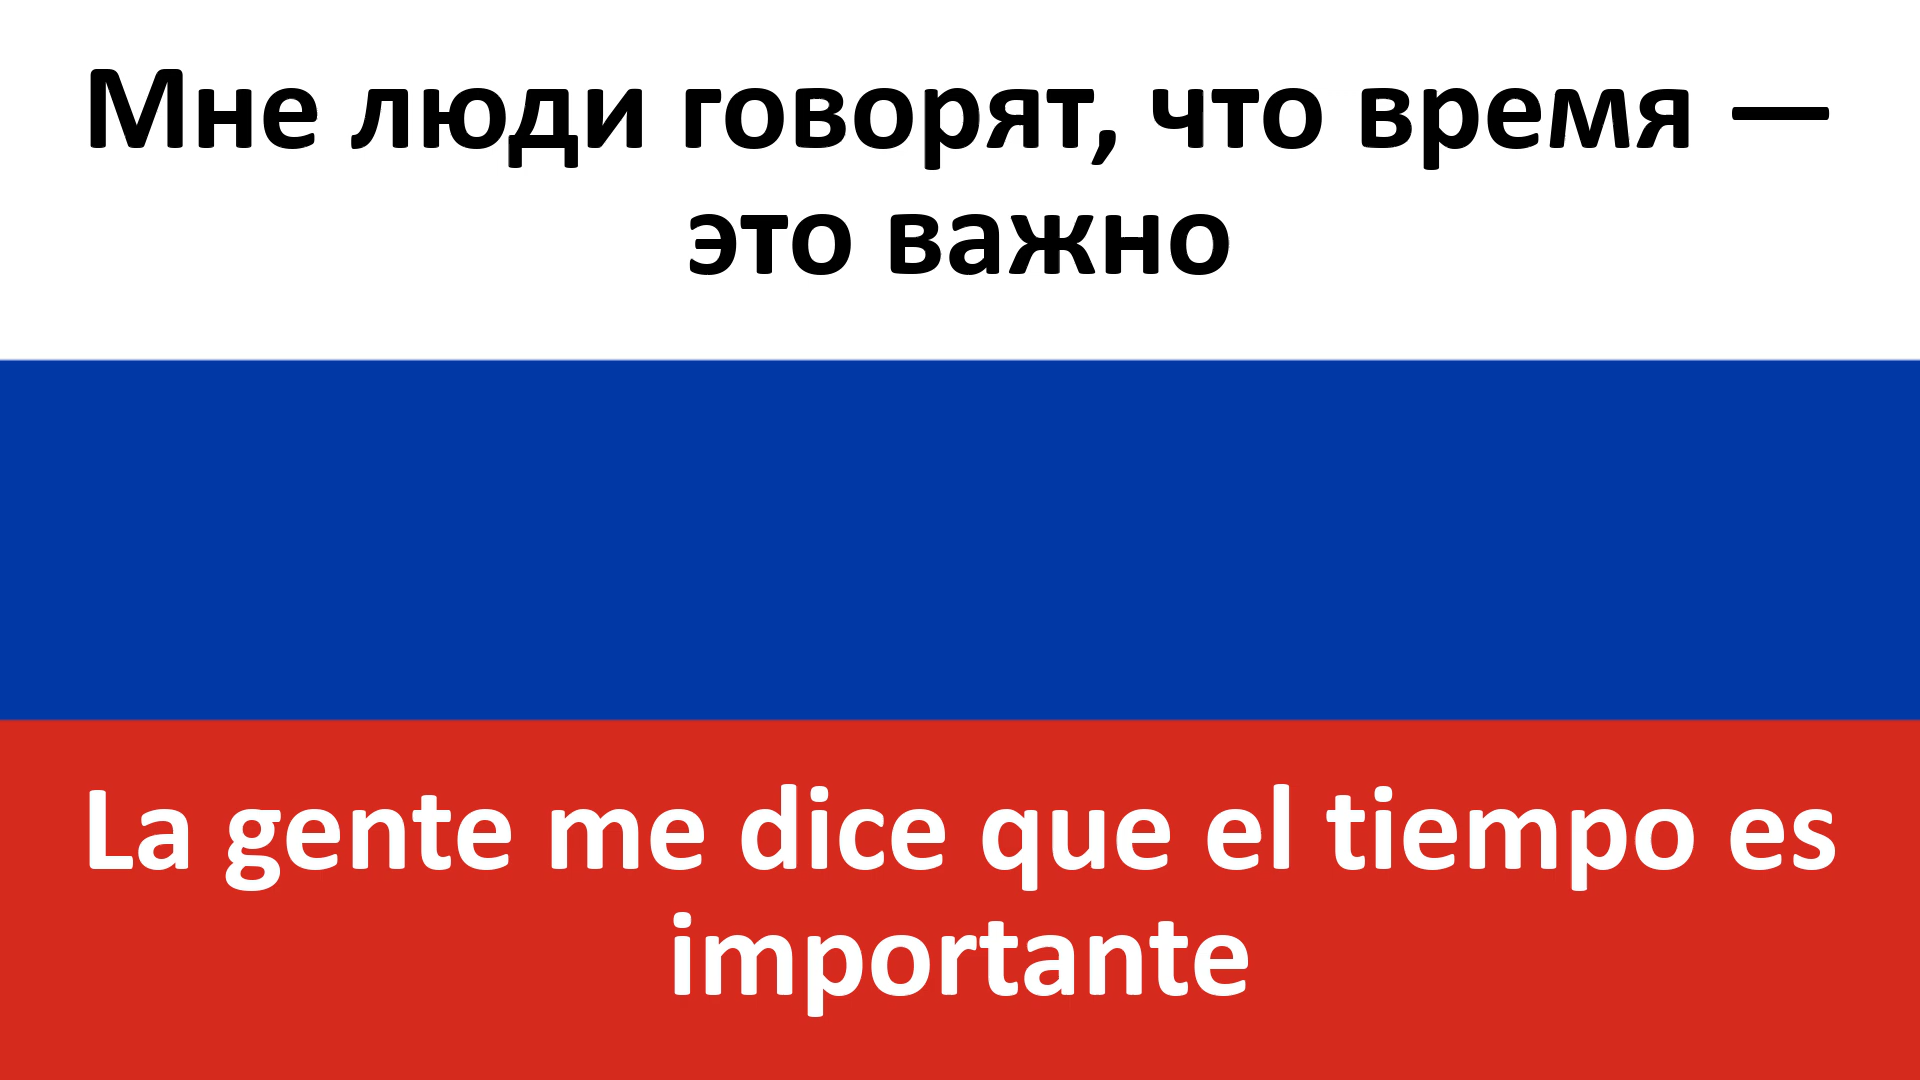 Мне люди говорят, что время —
это важно
La gente me dice que el tiempo es
importante